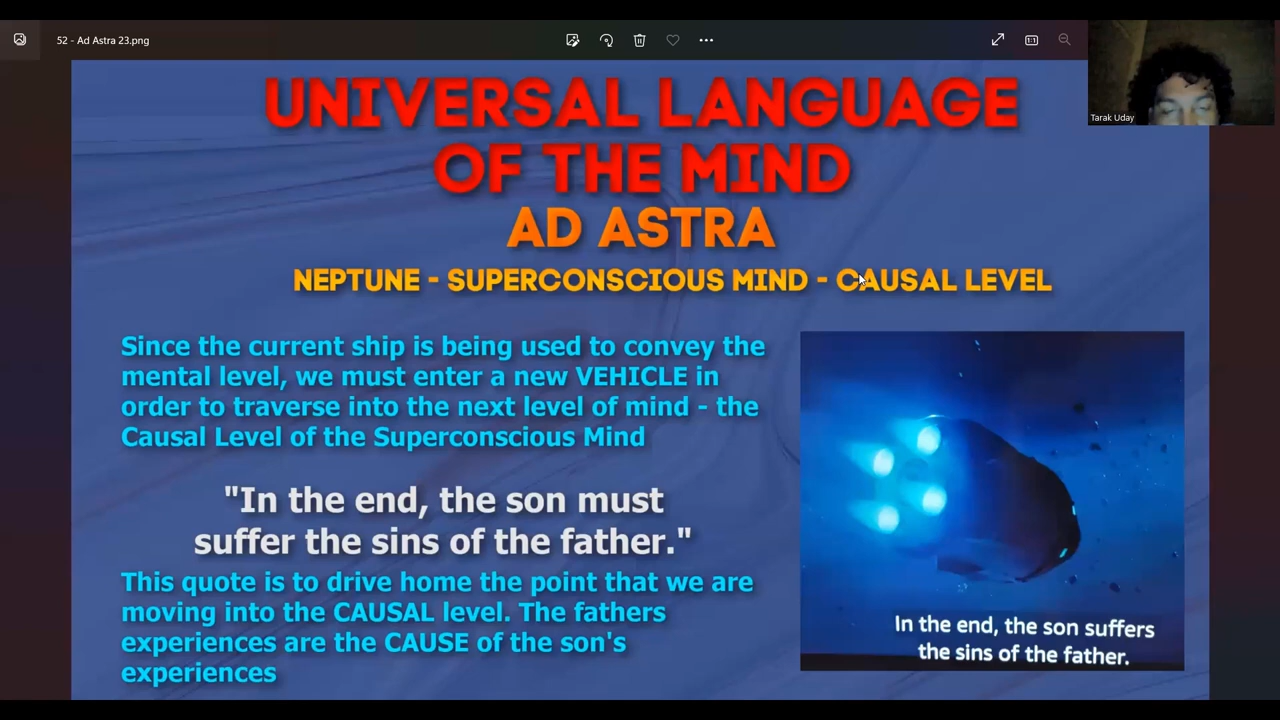 52 - Ad Astra 23.png
Tarak Uday
UNIVERSAL LANGUAGE
OF THE MIND
AD ASTRA
NEPTUNE - SUPERCONSCIOUS MIND - CAUSAL LEVEL
Since the current ship is being used to convey the
mental level, we must enter a new VEHICLE in
order to traverse into the next level of mind - the
Causal Level of the Superconscious Mind
"In the end, the son must
suffer the sins of the father."
This quote is to drive home the point that we are
moving into the CAUSAL level. The fathers
experiences are the CAUSE of the son's
experiences
In the end, the son suffers
the sins of the father.